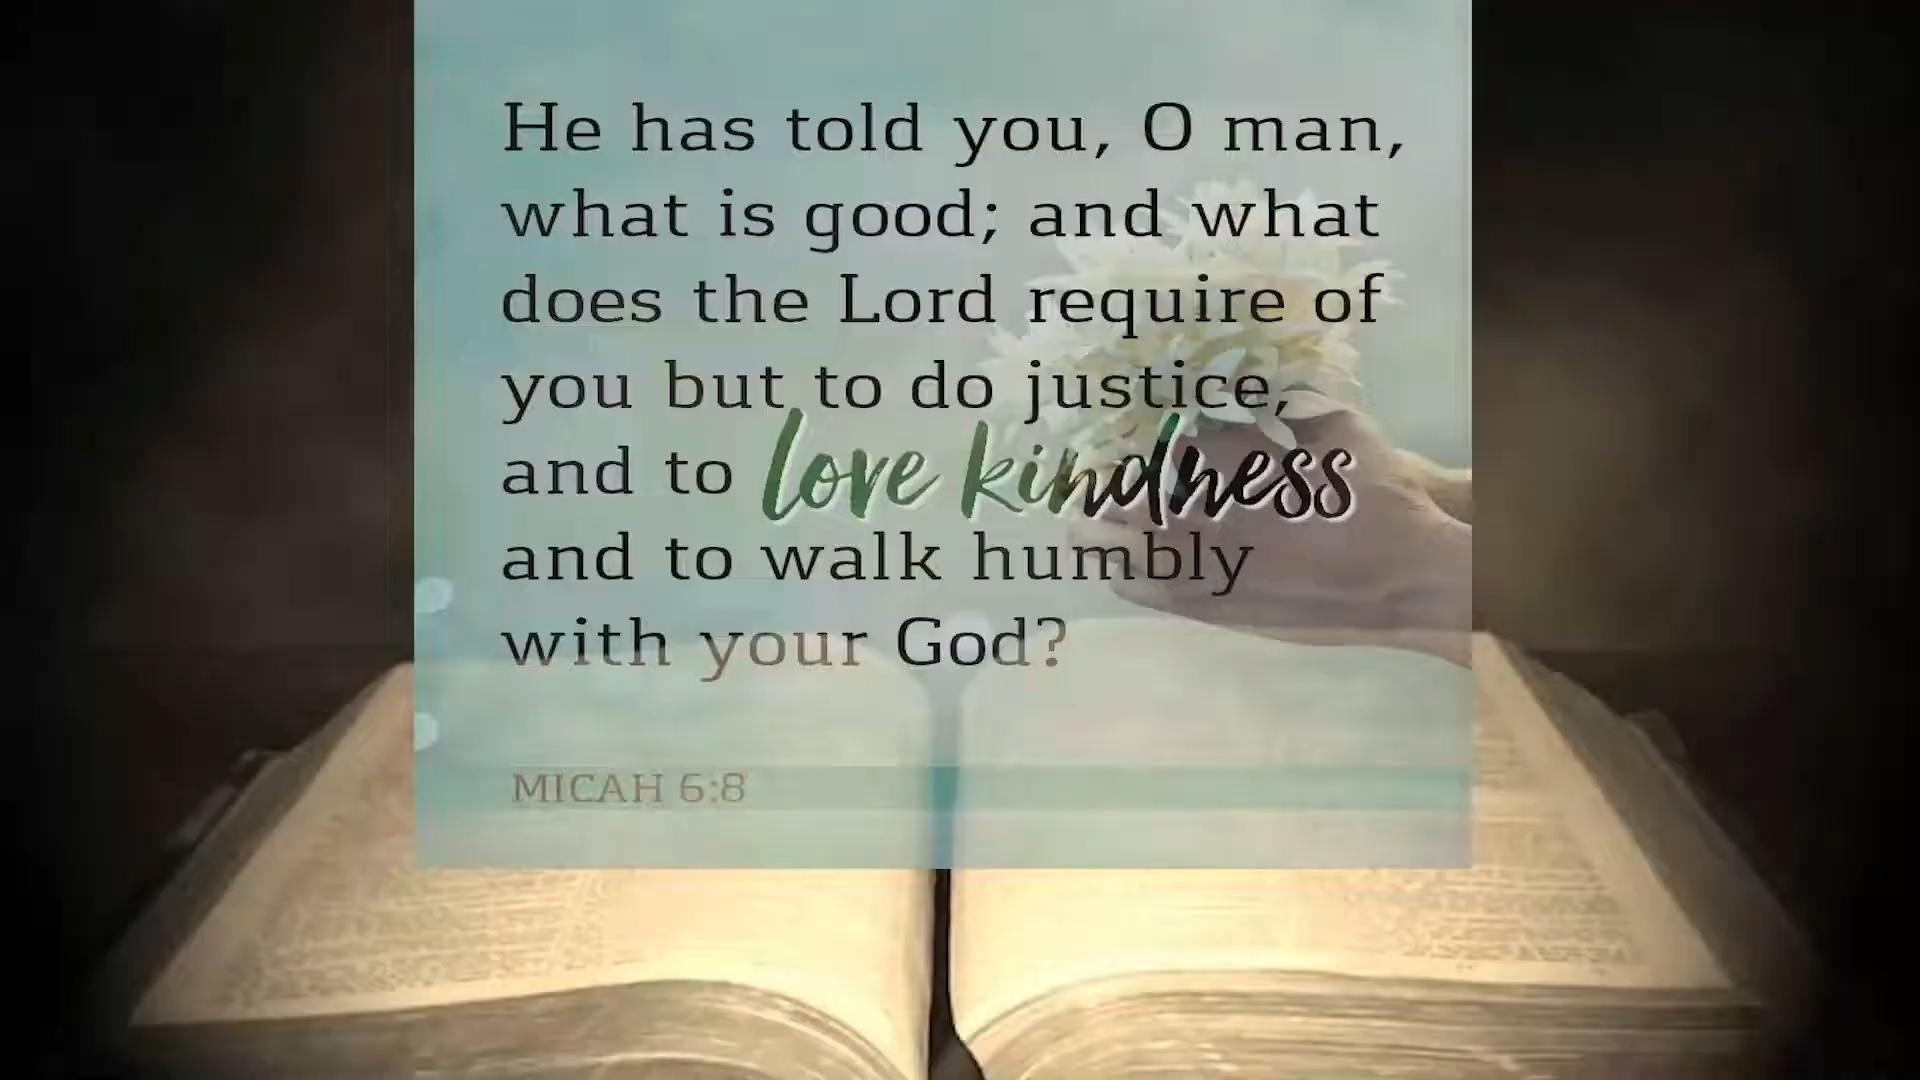 He has told you, O man,
what is good; and what
does the Lord require of
you but to do justice,
and to love kindness
and to walk humbly
with your God?
MICAH 6:8